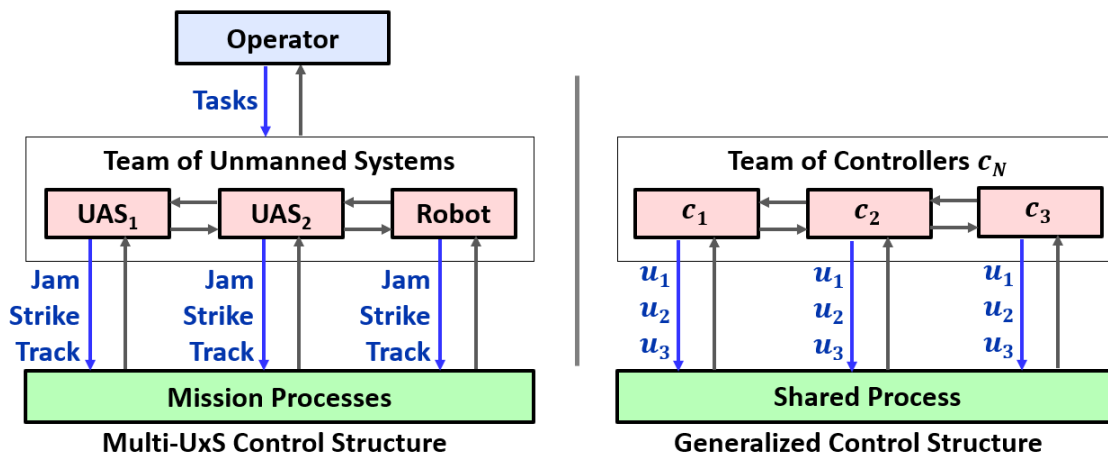 Operator
Tasks
Team of Unmanned Systems
UAS₁
UAS₂
Robot
Jam
Strike
Track
Jam
Strike
Track
Jam
Strike
Track
Mission Processes
Multi-UxS Control Structure
Team of Controllers c_N
c₁
c₂
c₃
u₁
u₂
u₃
u₁
u₂
u₃
u₁
u₂
u₃
Shared Process
Generalized Control Structure